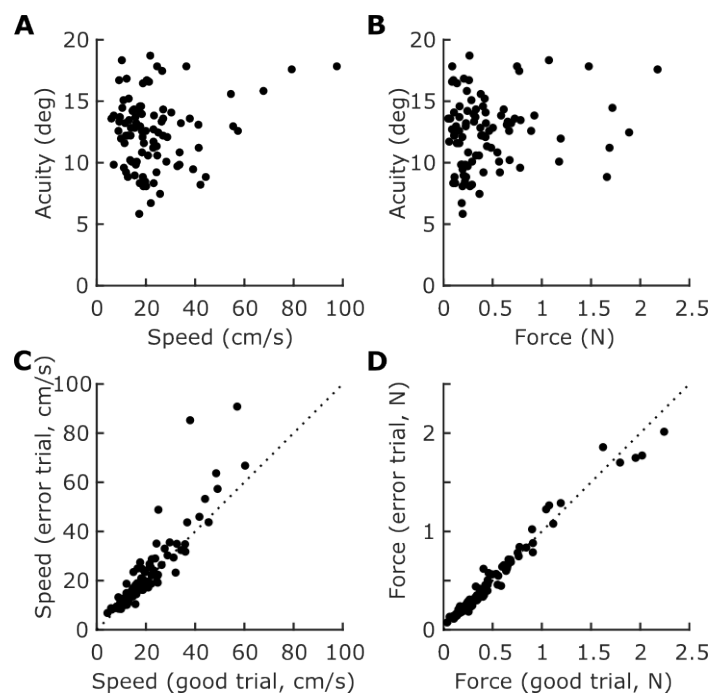 A
20
15
10
5
0
Acuity (deg)
0 20 40 60 80 100
Speed (cm/s)
B
20
15
10
5
0
Acuity (deg)
0 0.5 1 1.5 2 2.5
Force (N)
C
100
80
60
40
20
0
Speed (error trial, cm/s)
0 20 40 60 80 100
Speed (good trial, cm/s)
D
2
1
0
Force (error trial, N)
0 0.5 1 1.5 2 2.5
Force (good trial, N)